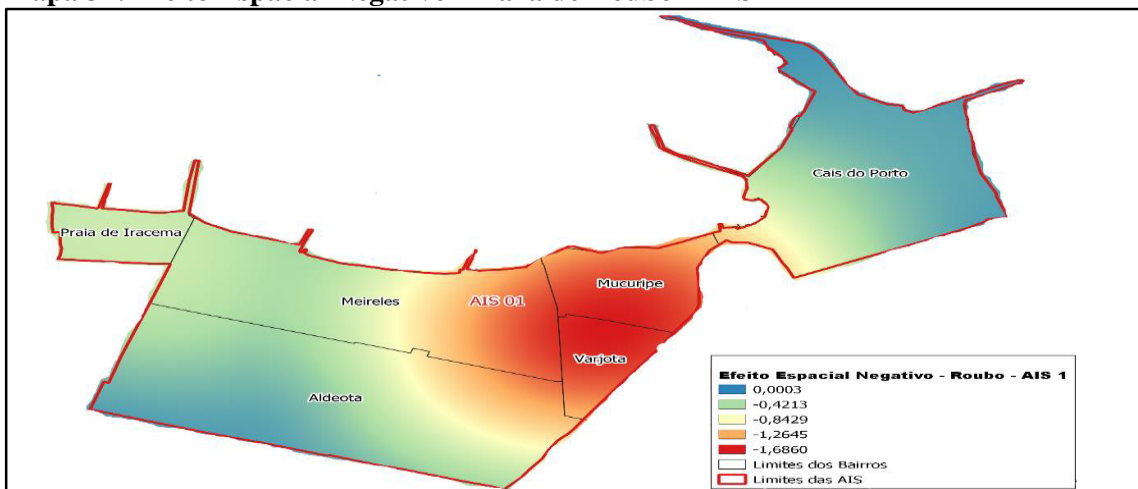 Cais do Porto
Praia de Iracema
Mucuripe
Meireles
AIS 01
Varjota
Aldeota
Efeito Espacial Negativo - Roubo - AIS 1
0,0003
-0,4213
-0,8429
-1,2645
-1,6860
Limites dos Bairros
Limites das AIS